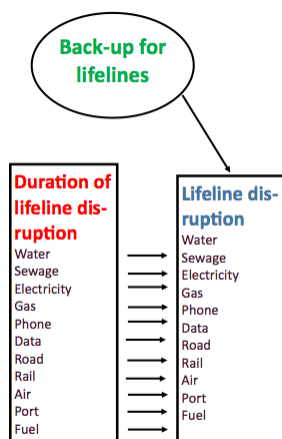 Back-up for
lifelines
Duration of
lifeline dis-
ruption
Water
Sewage
Electricity
Gas
Phone
Data
Road
Rail
Air
Port
Fuel
Lifeline dis-
ruption
Water
Sewage
Electricity
Gas
Phone
Data
Road
Rail
Air
Port
Fuel